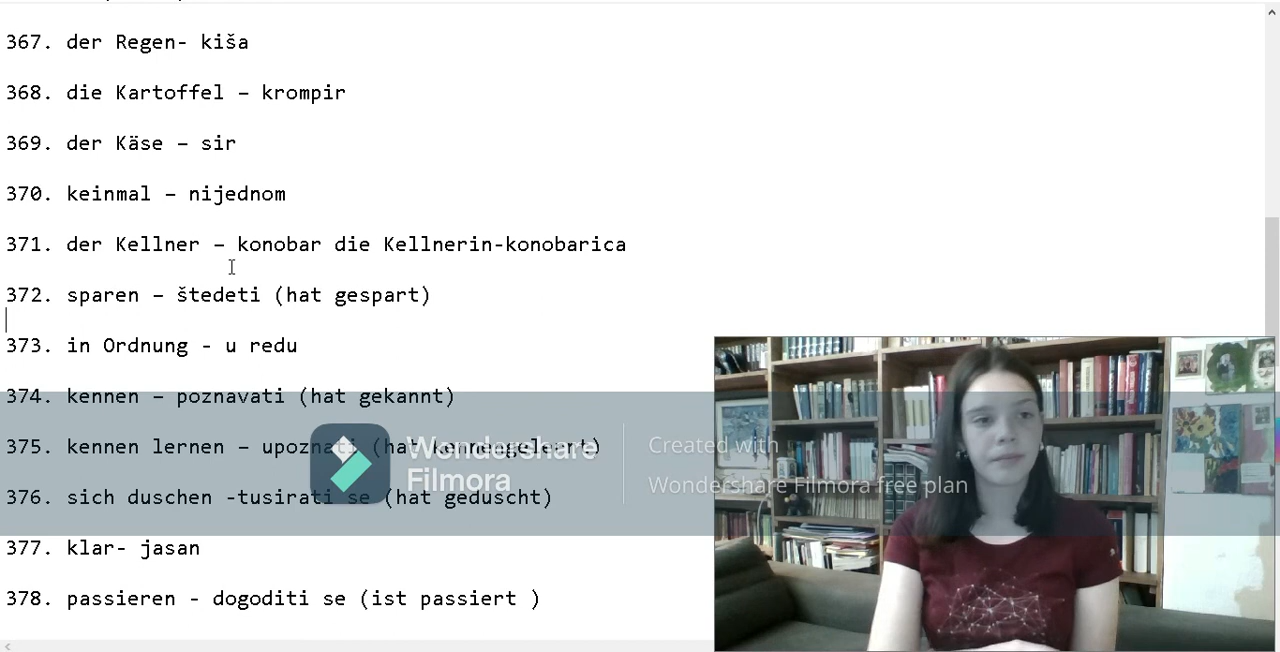 367. der Regen- kiša
368. die Kartoffel – krompir
369. der Käse – sir
370. keinmal – nijednom
371. der Kellner – konobar die Kellnerin-konobarica
372. sparen – štedeti (hat gespart)
373. in Ordnung - u redu
374. kennen – poznavati (hat gekannt)
375. kennen lernen – upoznati (hat
376. sich duschen -tusirati se (hat geduscht)
377. klar- jasan
378. passieren - dogoditi se (ist passiert )
Wondershare
Filmora
Created with
Wondershare Filmora free plan